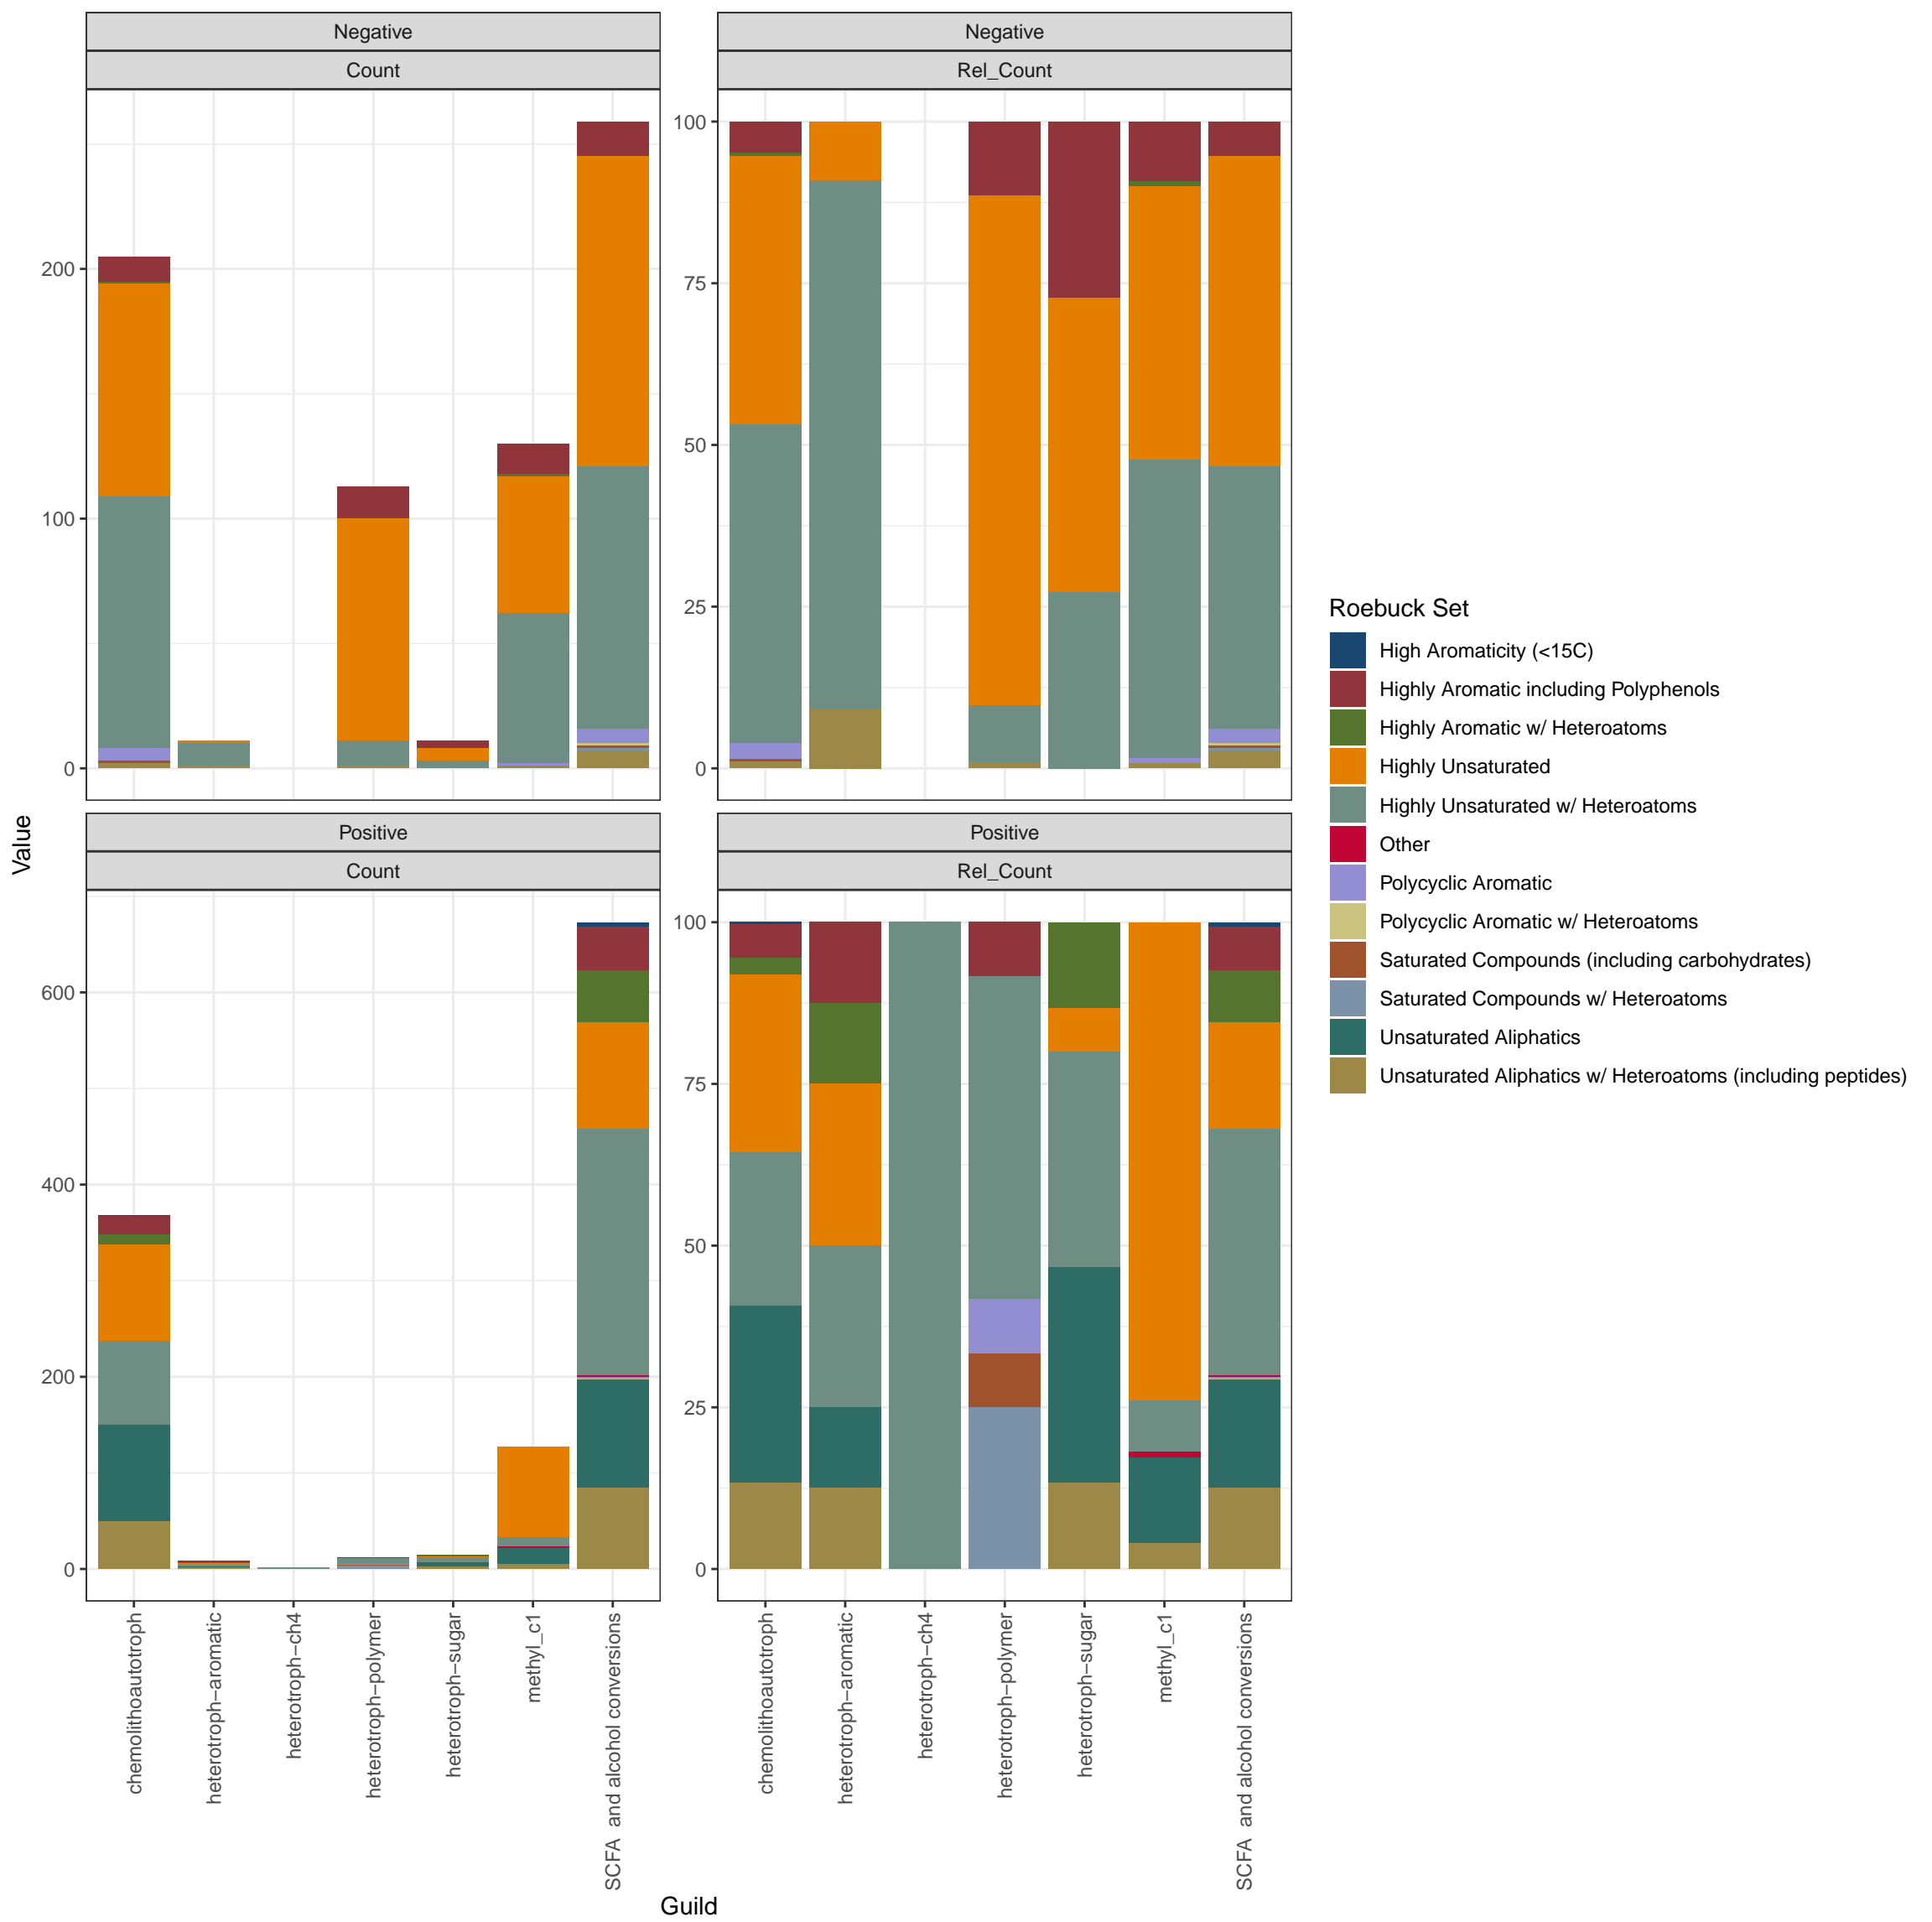 Negative
Negative
Count
Rel_Count
200
100
0
100
75
50
25
0
Value
Positive
Positive
Count
Rel_Count
600
400
200
0
100
75
50
25
0
chemolithoautotroph
heterotroph−aromatic
heterotroph−ch4
heterotroph−polymer
heterotroph−sugar
methyl_c1
SCFA  and alcohol conversions
chemolithoautotroph
heterotroph−aromatic
heterotroph−ch4
heterotroph−polymer
heterotroph−sugar
methyl_c1
SCFA  and alcohol conversions
Guild
Roebuck Set
High Aromaticity (<15C)
Highly Aromatic including Polyphenols
Highly Aromatic w/ Heteroatoms
Highly Unsaturated
Highly Unsaturated w/ Heteroatoms
Other
Polycyclic Aromatic
Polycyclic Aromatic w/ Heteroatoms
Saturated Compounds (including carbohydrates)
Saturated Compounds w/ Heteroatoms
Unsaturated Aliphatics
Unsaturated Aliphatics w/ Heteroatoms (including peptides)